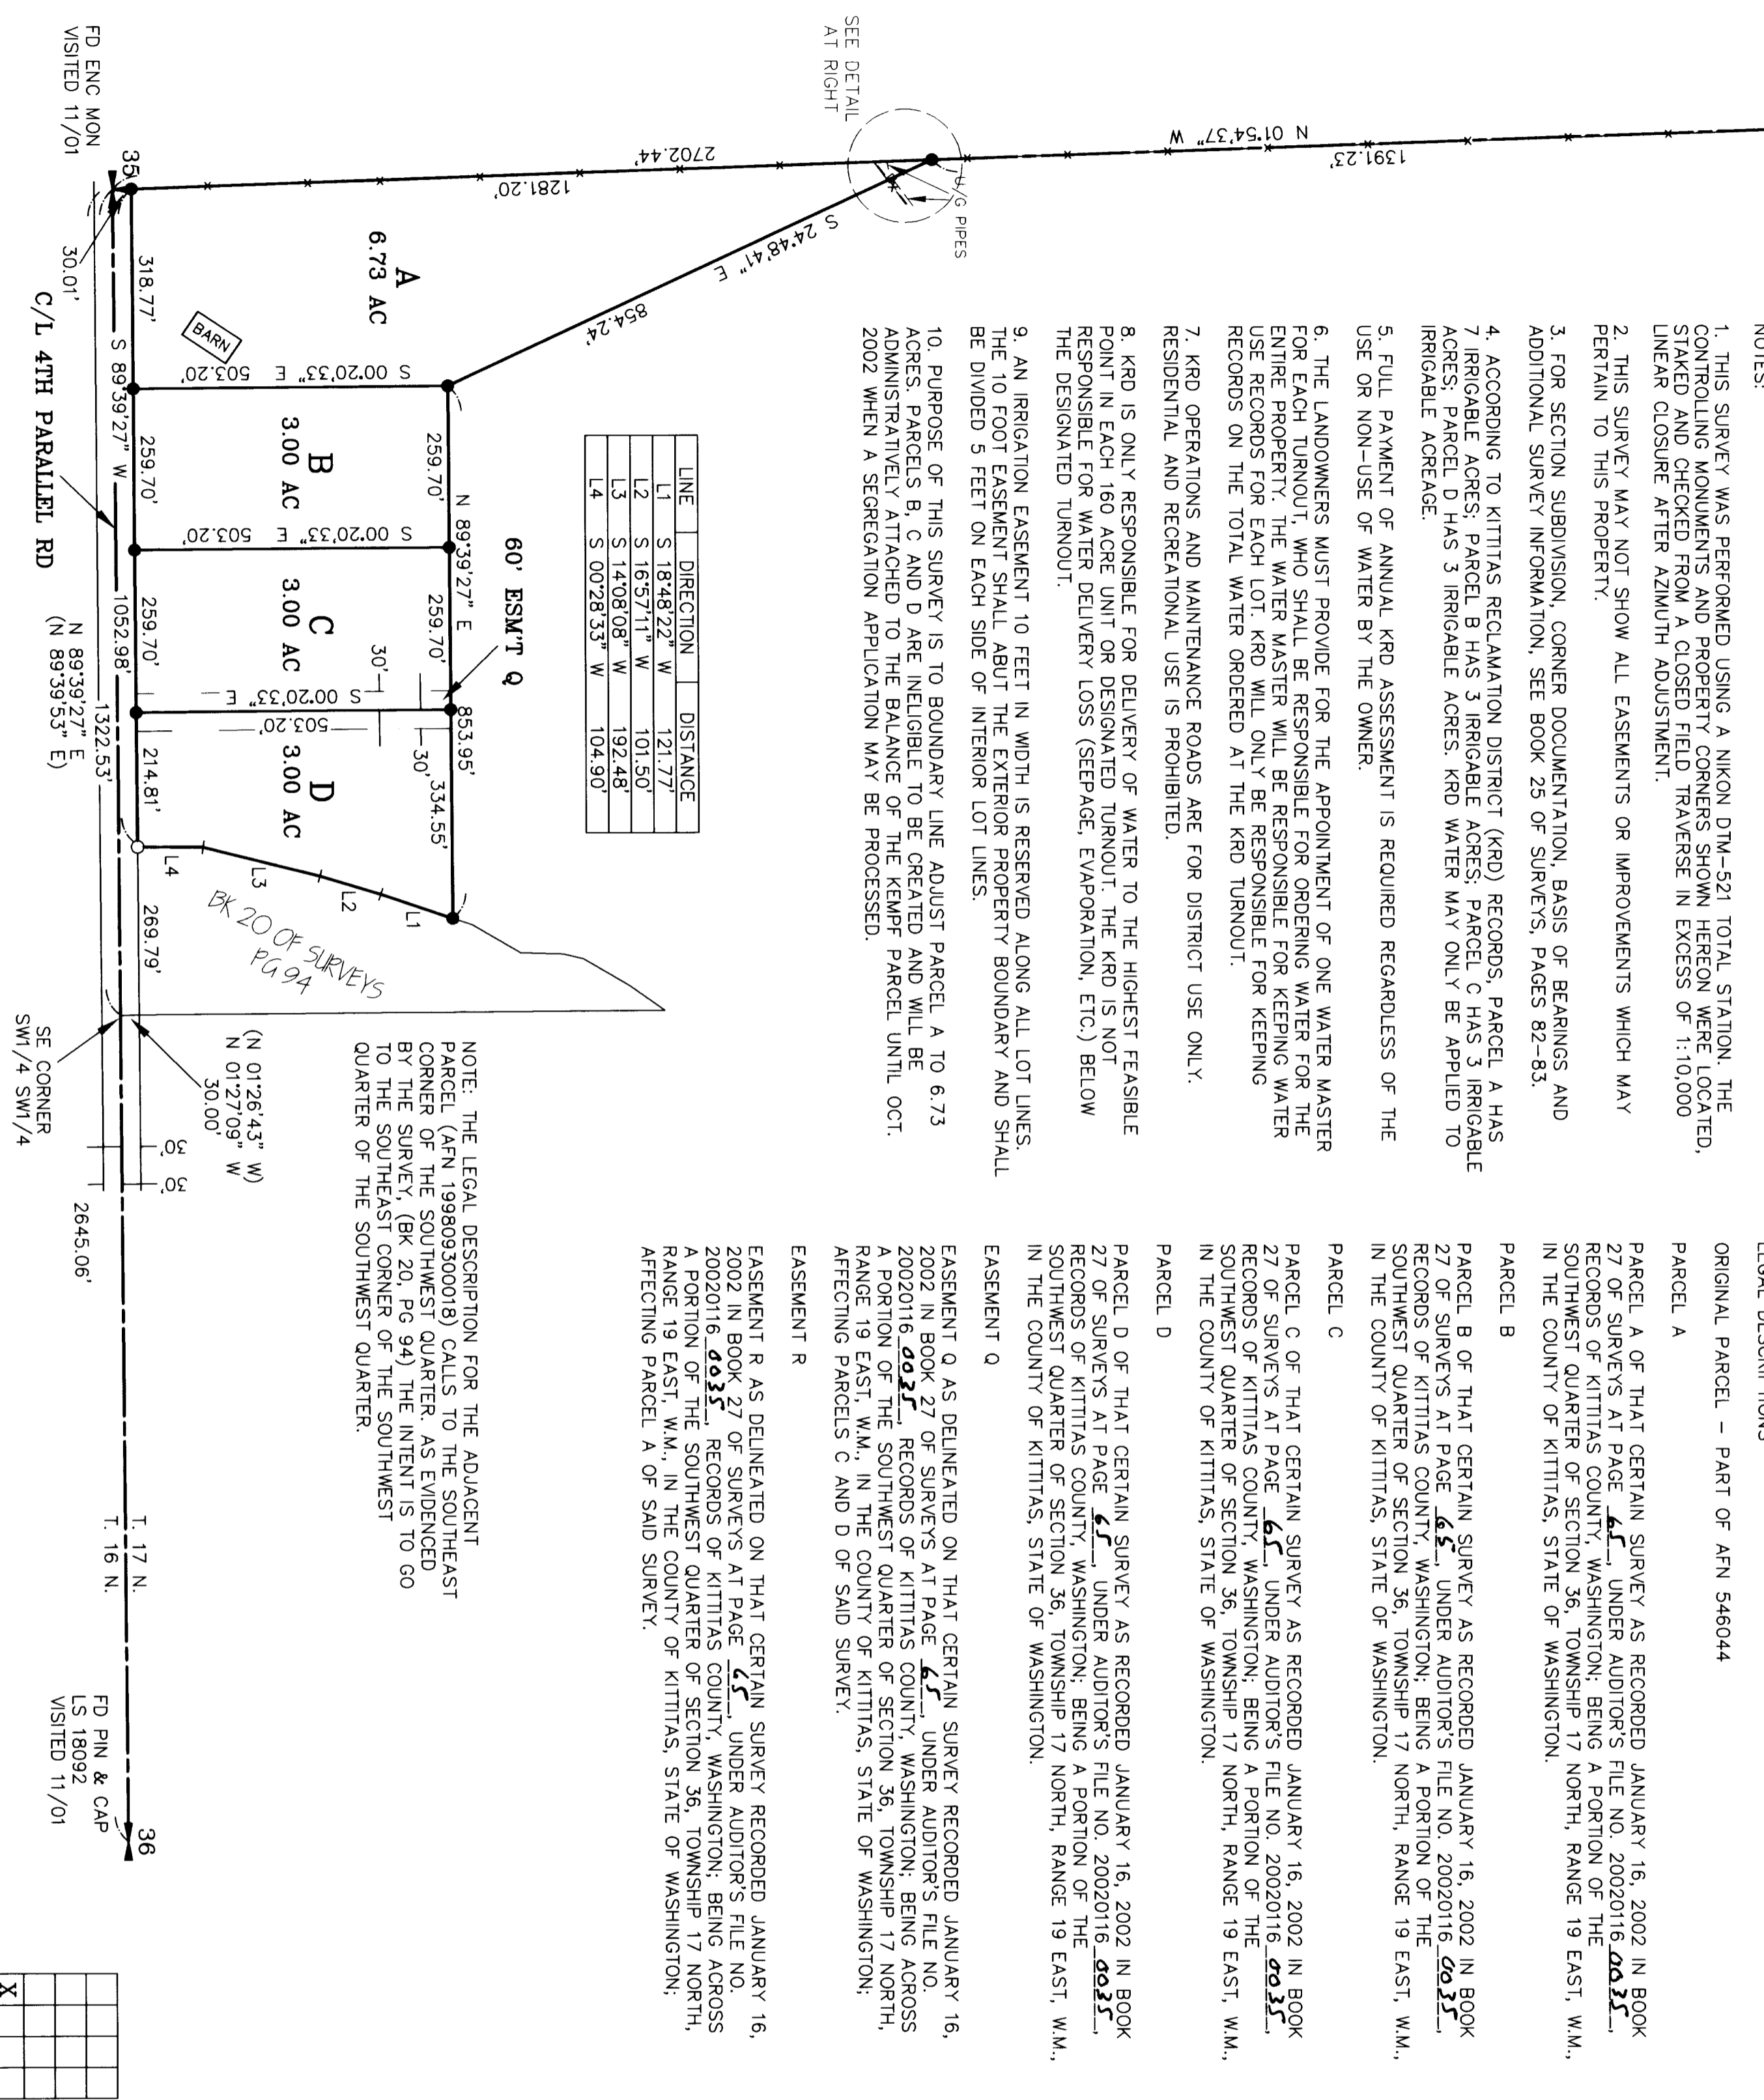 NOTES:
1. THIS SURVEY WAS PERFORMED USING A NIKON DTM-521 TOTAL STATION. THE
CONTROLLING MONUMENTS AND PROPERTY CORNERS SHOWN HEREON WERE LOCATED,
STAKED AND CHECKED FROM A CLOSED FIELD TRAVERSE IN EXCESS OF 1:10,000
LINEAR CLOSURE AFTER AZIMUTH ADJUSTMENT.
2. THIS SURVEY MAY NOT SHOW ALL EASEMENTS OR IMPROVEMENTS WHICH MAY
PERTAIN TO THIS PROPERTY.
3. FOR SECTION SUBDIVISION, CORNER DOCUMENTATION, BASIS OF BEARINGS AND
ADDITIONAL SURVEY INFORMATION, SEE BOOK 25 OF SURVEYS, PAGES 82-83.
4. ACCORDING TO KITTITAS RECLAMATION DISTRICT (KRD) RECORDS, PARCEL A HAS
7 IRRIGABLE ACRES; PARCEL B HAS 3 IRRIGABLE ACRES; PARCEL C HAS 3 IRRIGABLE
ACRES; PARCEL D HAS 3 IRRIGABLE ACRES. KRD WATER MAY ONLY BE APPLIED TO
IRRIGABLE ACREAGE.
5. FULL PAYMENT OF ANNUAL KRD ASSESSMENT IS REQUIRED REGARDLESS OF THE
USE OR NON-USE OF WATER BY THE OWNER.
6. THE LANDOWNERS MUST PROVIDE FOR THE APPOINTMENT OF ONE WATER MASTER
FOR EACH TURNOUT, WHO SHALL BE RESPONSIBLE FOR ORDERING WATER FOR THE
ENTIRE PROPERTY. THE WATER MASTER WILL BE RESPONSIBLE FOR KEEPING WATER
USE RECORDS FOR EACH LOT. KRD WILL ONLY BE RESPONSIBLE FOR KEEPING
RECORDS ON THE TOTAL WATER ORDERED AT THE KRD TURNOUT.
7. KRD OPERATIONS AND MAINTENANCE ROADS ARE FOR DISTRICT USE ONLY.
RESIDENTIAL AND RECREATIONAL USE IS PROHIBITED.
8. KRD IS ONLY RESPONSIBLE FOR DELIVERY OF WATER TO THE HIGHEST FEASIBLE
POINT IN EACH 160 ACRE UNIT OR DESIGNATED TURNOUT. THE KRD IS NOT
RESPONSIBLE FOR WATER DELIVERY LOSS (SEEPAGE, EVAPORATION, ETC.) BELOW
THE DESIGNATED TURNOUT.
9. AN IRRIGATION EASEMENT 10 FEET IN WIDTH IS RESERVED ALONG ALL LOT LINES.
THE 10 FOOT EASEMENT SHALL ABUT THE EXTERIOR PROPERTY BOUNDARY AND SHALL
BE DIVIDED 5 FEET ON EACH SIDE OF INTERIOR LOT LINES.
10. PURPOSE OF THIS SURVEY IS TO BOUNDARY LINE ADJUST PARCEL A TO 6.73
ACRES. PARCELS B, C AND D ARE INELIGIBLE TO BE CREATED AND WILL BE
ADMINISTRATIVELY ATTACHED TO THE BALANCE OF THE KEMPF PARCEL UNTIL OCT.
2002 WHEN A SEGREGATION APPLICATION MAY BE PROCESSED.
LEGAL DESCRIPTIONS
ORIGINAL PARCEL - PART OF AFN 546044
PARCEL A
PARCEL A OF THAT CERTAIN SURVEY AS RECORDED JANUARY 16, 2002 IN BOOK
27 OF SURVEYS AT PAGE 65, UNDER AUDITOR'S FILE NO. 20020116 0035,
RECORDS OF KITTITAS COUNTY, WASHINGTON; BEING A PORTION OF THE
SOUTHWEST QUARTER OF SECTION 36, TOWNSHIP 17 NORTH, RANGE 19 EAST, W.M.,
IN THE COUNTY OF KITTITAS, STATE OF WASHINGTON.
PARCEL B
PARCEL B OF THAT CERTAIN SURVEY AS RECORDED JANUARY 16, 2002 IN BOOK
27 OF SURVEYS AT PAGE 65, UNDER AUDITOR'S FILE NO. 20020116 0035,
RECORDS OF KITTITAS COUNTY, WASHINGTON; BEING A PORTION OF THE
SOUTHWEST QUARTER OF SECTION 36, TOWNSHIP 17 NORTH, RANGE 19 EAST, W.M.,
IN THE COUNTY OF KITTITAS, STATE OF WASHINGTON.
PARCEL C
PARCEL C OF THAT CERTAIN SURVEY AS RECORDED JANUARY 16, 2002 IN BOOK
27 OF SURVEYS AT PAGE 65, UNDER AUDITOR'S FILE NO. 20020116 0035,
RECORDS OF KITTITAS COUNTY, WASHINGTON; BEING A PORTION OF THE
SOUTHWEST QUARTER OF SECTION 36, TOWNSHIP 17 NORTH, RANGE 19 EAST, W.M.,
IN THE COUNTY OF KITTITAS, STATE OF WASHINGTON.
PARCEL D
PARCEL D OF THAT CERTAIN SURVEY AS RECORDED JANUARY 16, 2002 IN BOOK
27 OF SURVEYS AT PAGE 65, UNDER AUDITOR'S FILE NO. 20020116 0035,
RECORDS OF KITTITAS COUNTY, WASHINGTON; BEING A PORTION OF THE
SOUTHWEST QUARTER OF SECTION 36, TOWNSHIP 17 NORTH, RANGE 19 EAST, W.M.,
IN THE COUNTY OF KITTITAS, STATE OF WASHINGTON.
EASEMENT Q
EASEMENT Q AS DELINEATED ON THAT CERTAIN SURVEY RECORDED JANUARY 16,
2002 IN BOOK 27 OF SURVEYS AT PAGE 65, UNDER AUDITOR'S FILE NO.
20020116 0035, RECORDS OF KITTITAS COUNTY, WASHINGTON; BEING ACROSS
A PORTION OF THE SOUTHWEST QUARTER OF SECTION 36, TOWNSHIP 17 NORTH,
RANGE 19 EAST, W.M., IN THE COUNTY OF KITTITAS, STATE OF WASHINGTON;
AFFECTING PARCELS C AND D OF SAID SURVEY.
EASEMENT R
EASEMENT R AS DELINEATED ON THAT CERTAIN SURVEY RECORDED JANUARY 16,
2002 IN BOOK 27 OF SURVEYS AT PAGE 65, UNDER AUDITOR'S FILE NO.
20020116 0035, RECORDS OF KITTITAS COUNTY, WASHINGTON; BEING ACROSS
A PORTION OF THE SOUTHWEST QUARTER OF SECTION 36, TOWNSHIP 17 NORTH,
RANGE 19 EAST, W.M., IN THE COUNTY OF KITTITAS, STATE OF WASHINGTON;
AFFECTING PARCEL A OF SAID SURVEY.
N 01°54'37" W
1391.23'
SEE DETAIL
AT RIGHT
U/G PIPES
2702.44'
1281.20'
S 24°48'41" E
854.24'
LINE DIRECTION DISTANCE
L1 S 18°48'22" W 121.77'
L2 S 16°57'11" W 101.50'
L3 S 14°08'08" W 192.48'
L4 S 00°28'33" W 104.90'
60' ESM'T Q
N 89°39'27" E
853.95'
259.70'
259.70'
334.55'
A
6.73 AC
BARN
S 00°20'33" E 503.20'
B
3.00 AC
S 00°20'33" E 503.20'
C
3.00 AC
30'
30'
S 00°20'33" E
503.20'
D
3.00 AC
L1
L2
L3
L4
BK 20 OF SURVEYS
PG 94
35
318.77'
259.70'
259.70'
214.81'
269.79'
30.01'
S 89°39'27" W
1052.98'
1322.53'
N 89°39'27" E
(N 89°39'53" E)
C/L 4TH PARALLEL RD
FD ENC MON
VISITED 11/01
(N 01°26'43" W)
N 01°27'09" W
30.00'
SE CORNER
SW1/4 SW1/4
30'
30'
2645.06'
NOTE: THE LEGAL DESCRIPTION FOR THE ADJACENT
PARCEL (AFN 199809300018) CALLS TO THE SOUTHEAST
CORNER OF THE SOUTHWEST QUARTER. AS EVIDENCED
BY THE SURVEY, (BK 20, PG 94) THE INTENT IS TO GO
TO THE SOUTHEAST CORNER OF THE SOUTHWEST
QUARTER OF THE SOUTHWEST QUARTER.
T. 17 N.
T. 16 N.
36
FD PIN & CAP
LS 18092
VISITED 11/01
X